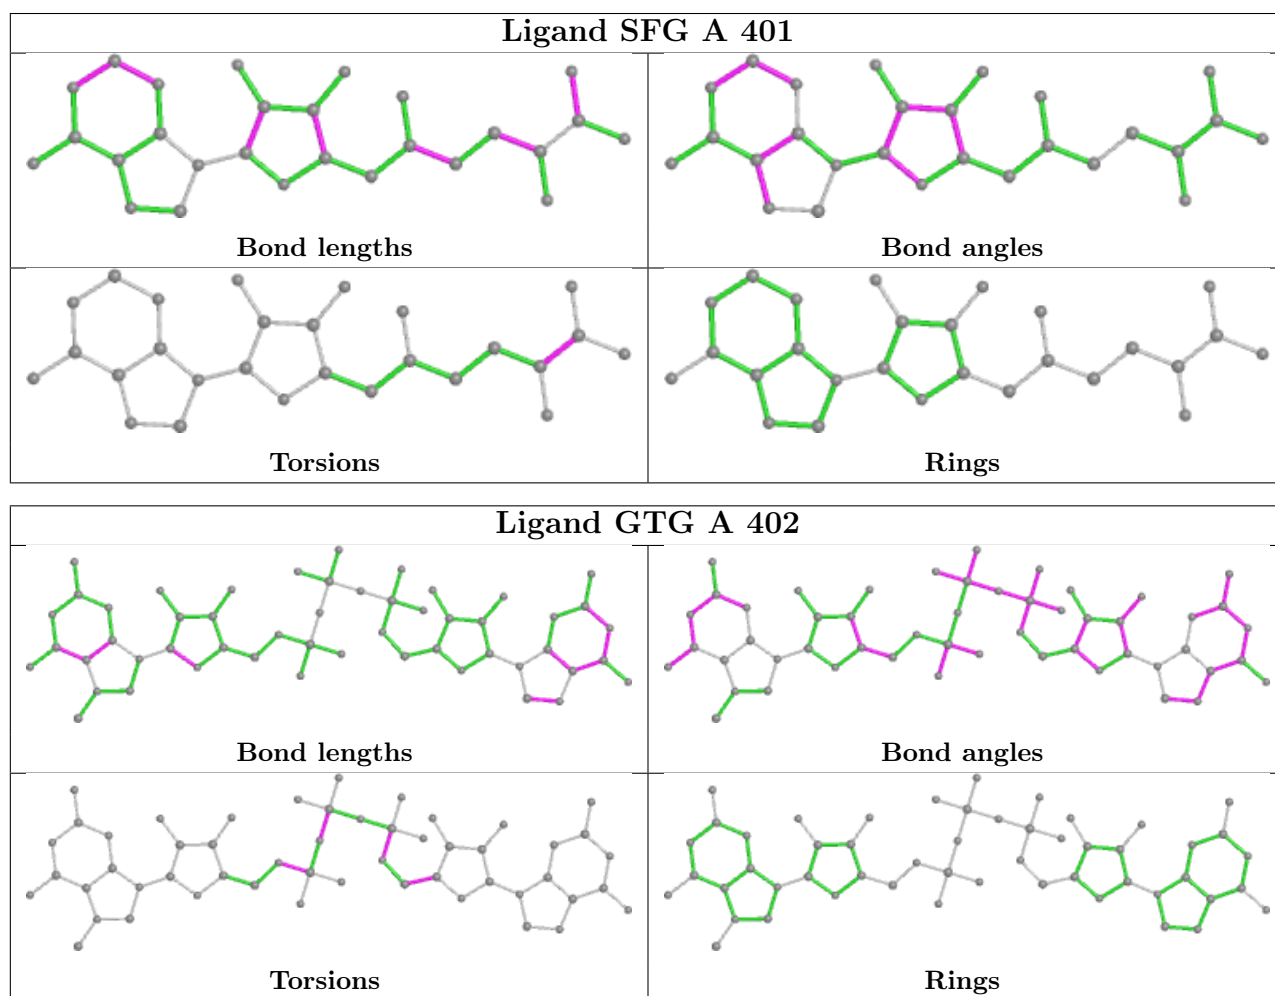 Ligand SFG A 401
Bond lengths
Bond angles
Torsions
Rings
Ligand GTG A 402
Bond lengths
Bond angles
Torsions
Rings